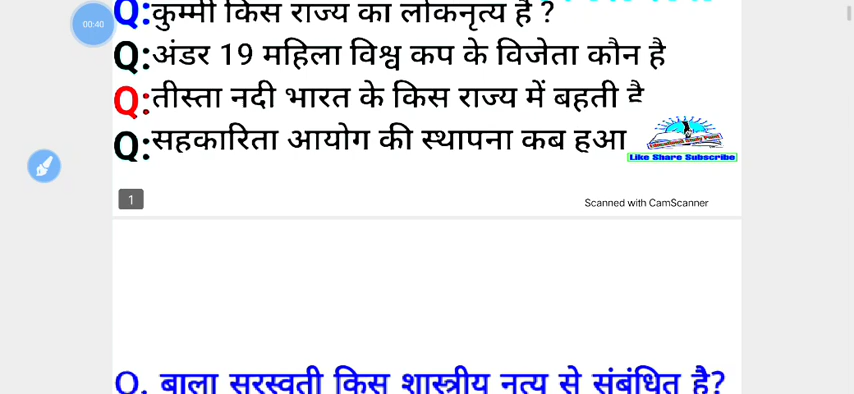 00:40
Q:कुम्मी किस राज्य का लोकनृत्य है ?
Q:अंडर 19 महिला विश्व कप के विजेता कौन है
Q:तीस्ता नदी भारत के किस राज्य में बहती है
Q:सहकारिता आयोग की स्थापना कब हुआ
Like Share Subscribe
1
Scanned with CamScanner
Q. बाला सरस्वती किस शास्त्रीय नृत्य से संबंधित है?